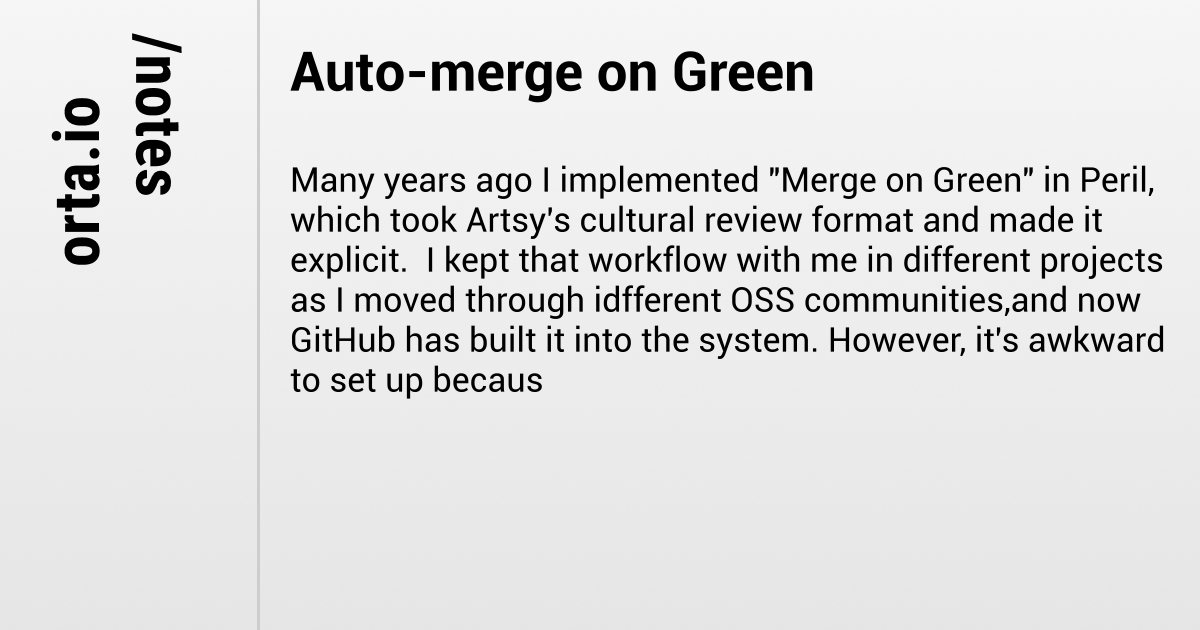 orta.io
/notes
Auto-merge on Green
Many years ago I implemented "Merge on Green" in Peril,
which took Artsy's cultural review format and made it
explicit.  I kept that workflow with me in different projects
as I moved through idfferent OSS communities,and now
GitHub has built it into the system. However, it's awkward
to set up becaus